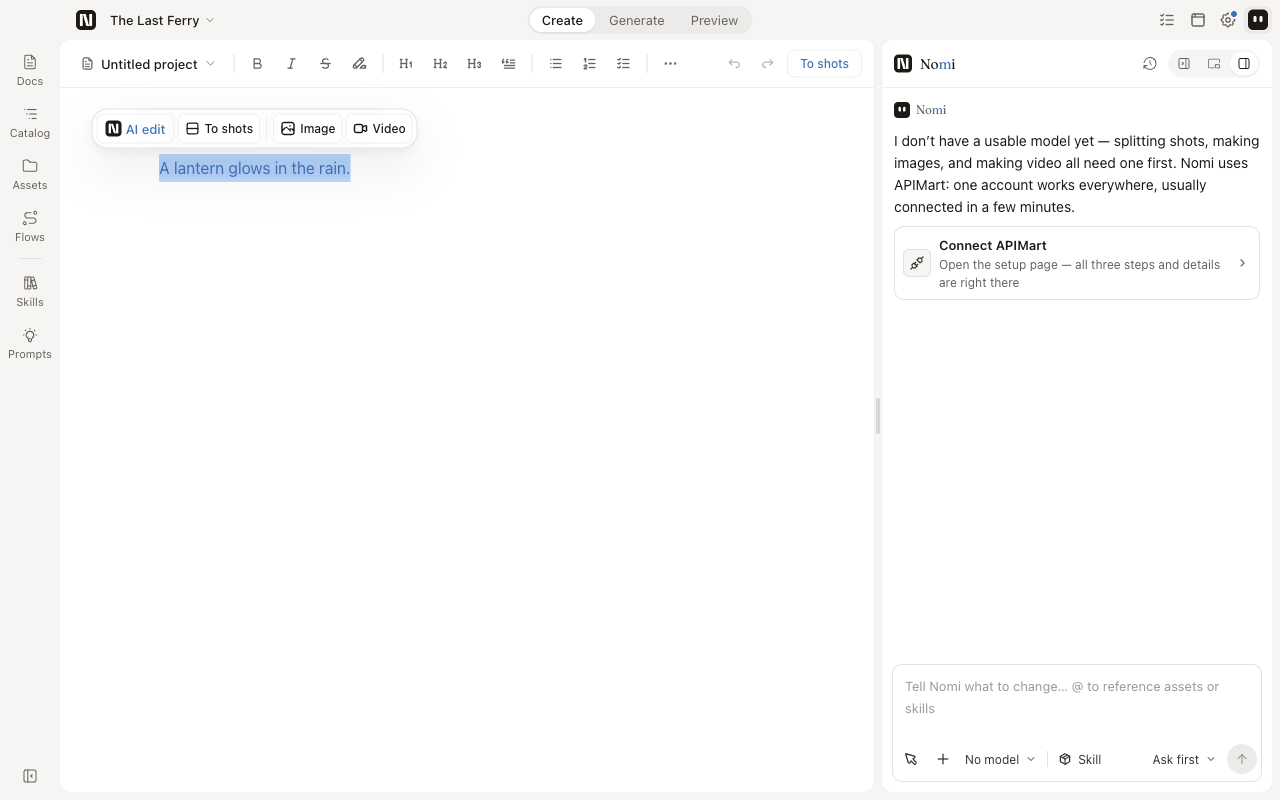 The Last Ferry
Create
Generate
Preview
Docs
Catalog
Assets
Flows
Skills
Prompts
Untitled project
B
I
S
H1
H2
H3
To shots
AI edit
To shots
Image
Video
A lantern glows in the rain.
Nomi
Nomi
I don’t have a usable model yet — splitting shots, making
images, and making video all need one first. Nomi uses
APIMart: one account works everywhere, usually
connected in a few minutes.
Connect APIMart
Open the setup page — all three steps and details
are right there
Tell Nomi what to change… @ to reference assets or
skills
No model
Skill
Ask first